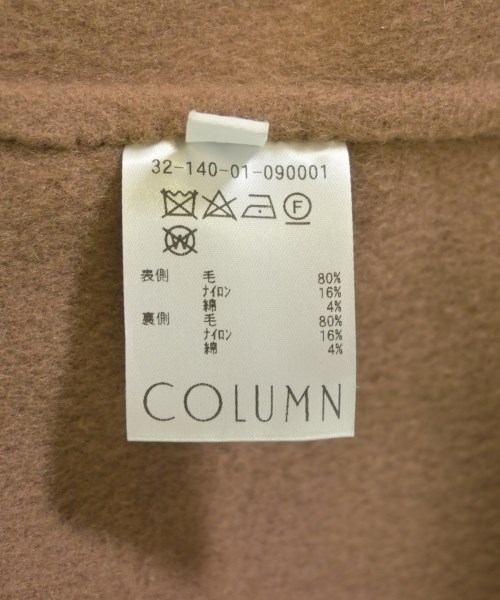 32-140-01-090001
F
W
表側 毛 80%
ﾅｲﾛﾝ 16%
綿 4%
裏側 毛 80%
ﾅｲﾛﾝ 16%
綿 4%
COLUMN